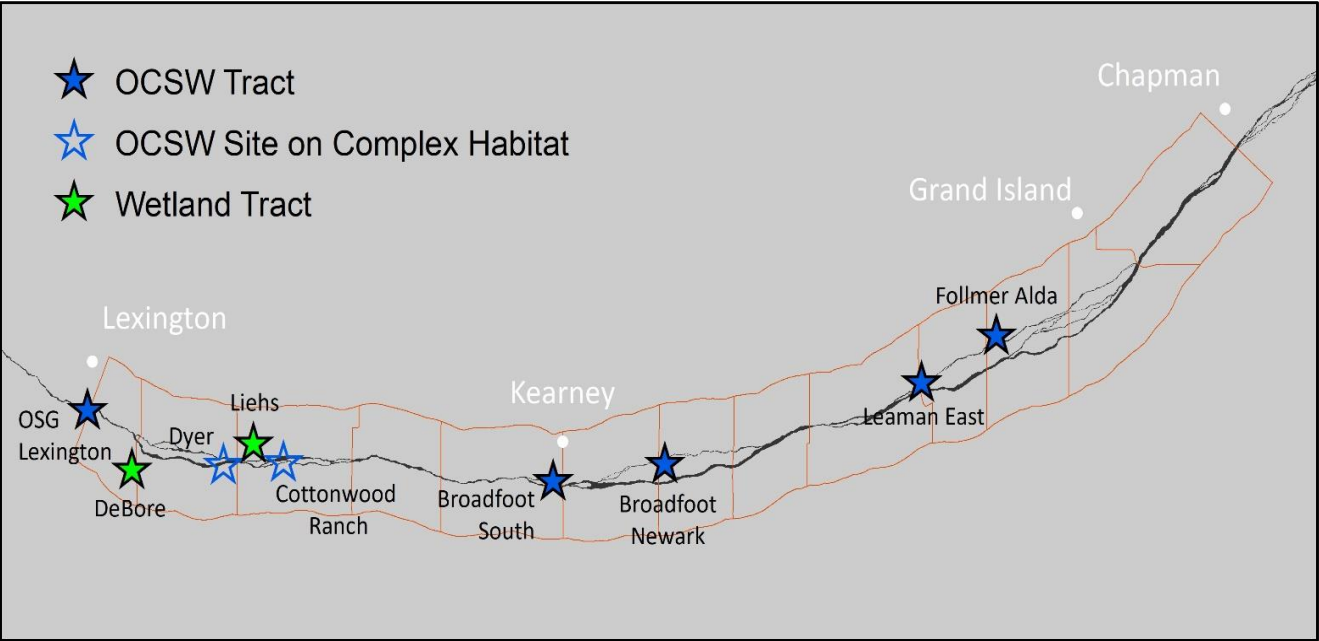 OCSW Tract
OCSW Site on Complex Habitat
Wetland Tract
Chapman
Grand Island
Follmer Alda
Lexington
Kearney
Leaman East
OSG
Lexington
Dyer
Liehs
DeBore
Cottonwood
Ranch
Broadfoot
South
Broadfoot
Newark